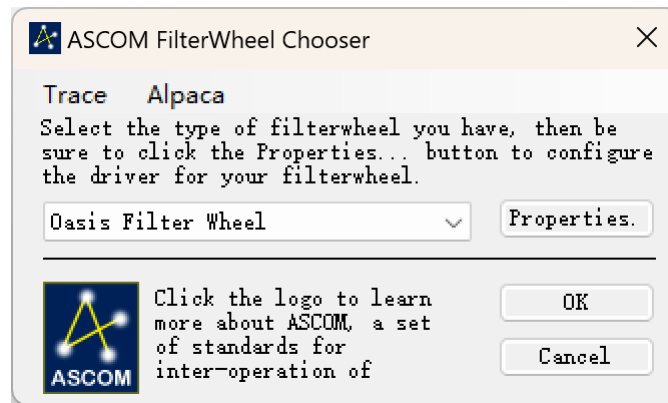 ASCOM FilterWheel Chooser
Trace Alpaca
Select the type of filterwheel you have, then be
sure to click the Properties... button to configure
the driver for your filterwheel.
Oasis Filter Wheel
Properties.
Click the logo to learn
more about ASCOM, a set
of standards for
inter-operation of
ASCOM
OK
Cancel